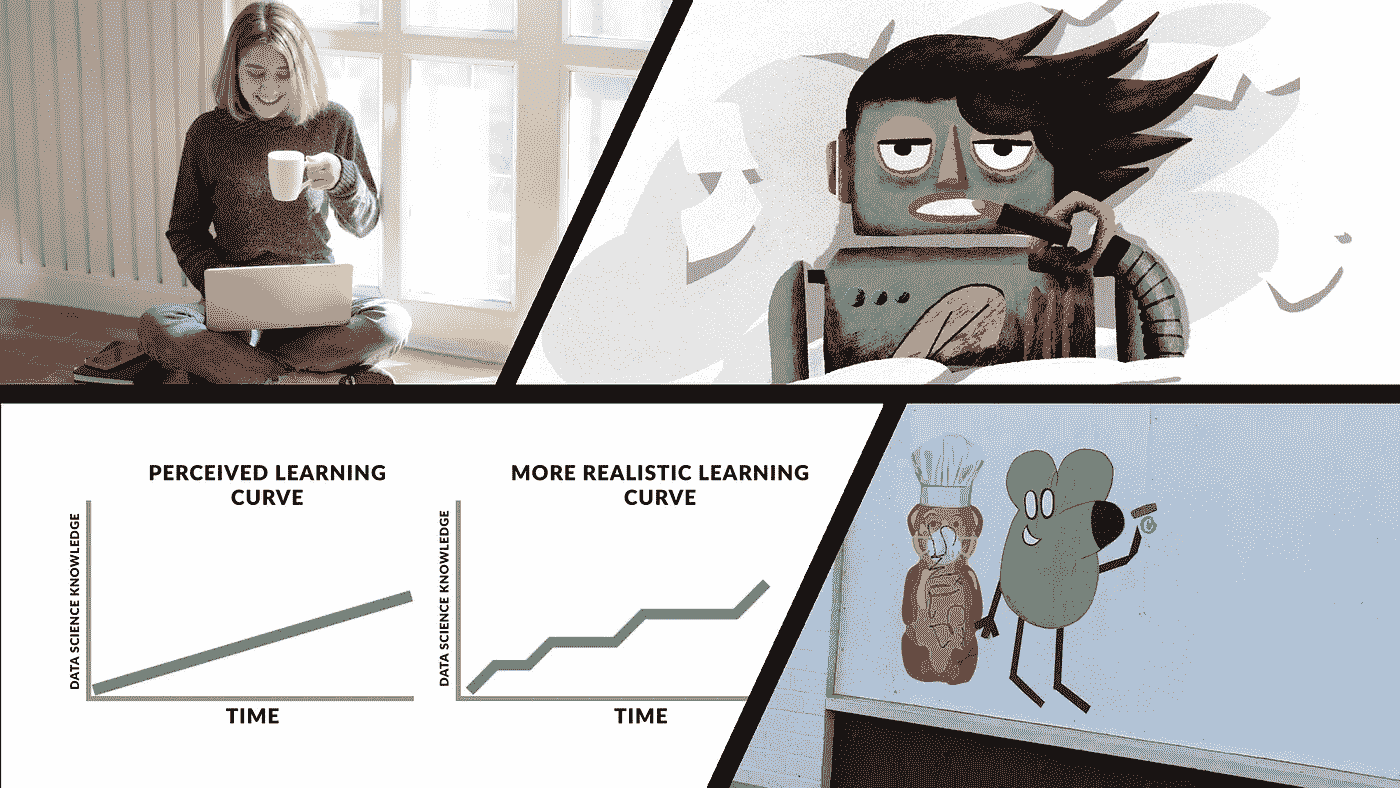 PERCEIVED LEARNING
CURVE
DATA SCIENCE KNOWLEDGE
TIME
MORE REALISTIC LEARNING
CURVE
DATA SCIENCE KNOWLEDGE
TIME